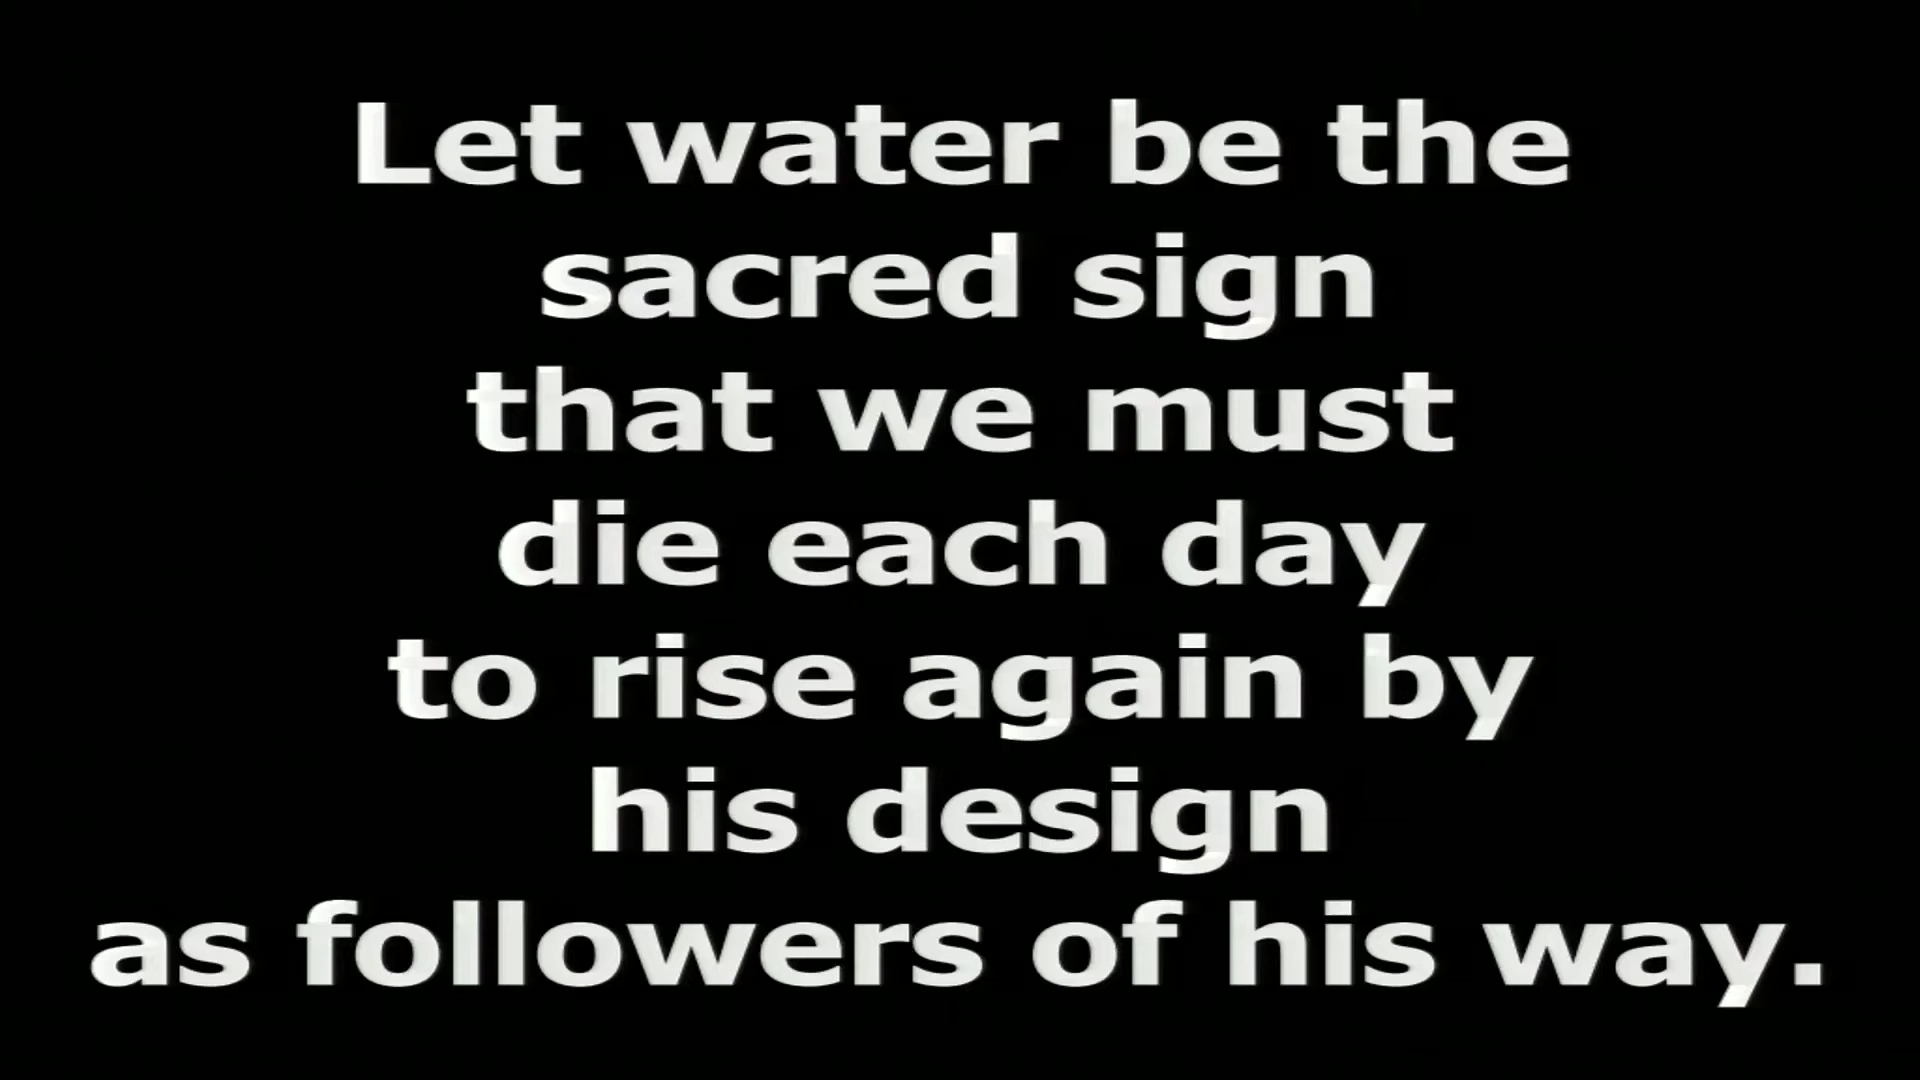 Let water be the
sacred sign
that we must
die each day
to rise again by
his design
as followers of his way.